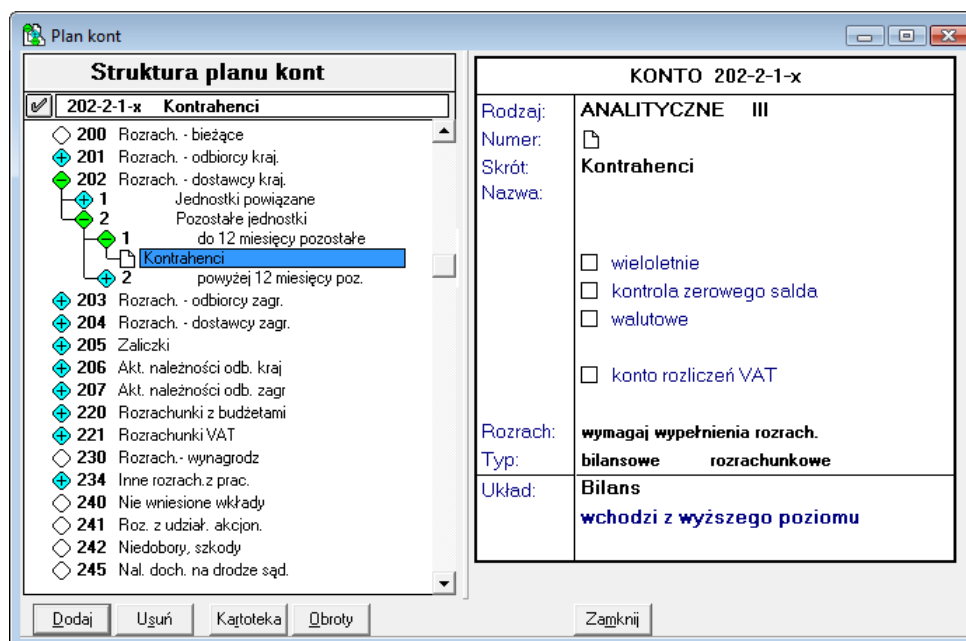 Plan kont
Struktura planu kont
202-2-1-x Kontrahenci
200 Rozrach. - bieżące
201 Rozrach. - odbiorcy kraj.
202 Rozrach. - dostawcy kraj.
1 Jednostki powiązane
2 Pozostałe jednostki
1 do 12 miesięcy pozostałe
Kontrahenci
2 powyżej 12 miesięcy poz.
203 Rozrach. - odbiorcy zagr.
204 Rozrach. - dostawcy zagr.
205 Zaliczki
206 Akt. należności odb. kraj
207 Akt. należności odb. zagr
220 Rozrachunki z budżetami
221 Rozrachunki VAT
230 Rozrach.- wynagrodz
234 Inne rozrach.z prac.
240 Nie wniesione wkłady
241 Roz. z udział. akcjon.
242 Niedobory, szkody
245 Nal. doch. na drodze sąd.
Dodaj Usuń Kartoteka Obroty
KONTO 202-2-1-x
Rodzaj: ANALITYCZNE III
Numer:
Skrót: Kontrahenci
Nazwa:
wieloletnie
kontrola zerowego salda
walutowe
konto rozliczeń VAT
Rozrach: wymagaj wypełnienia rozrach.
Typ: bilansowe rozrachunkowe
Układ: Bilans
wchodzi z wyższego poziomu
Zamknij